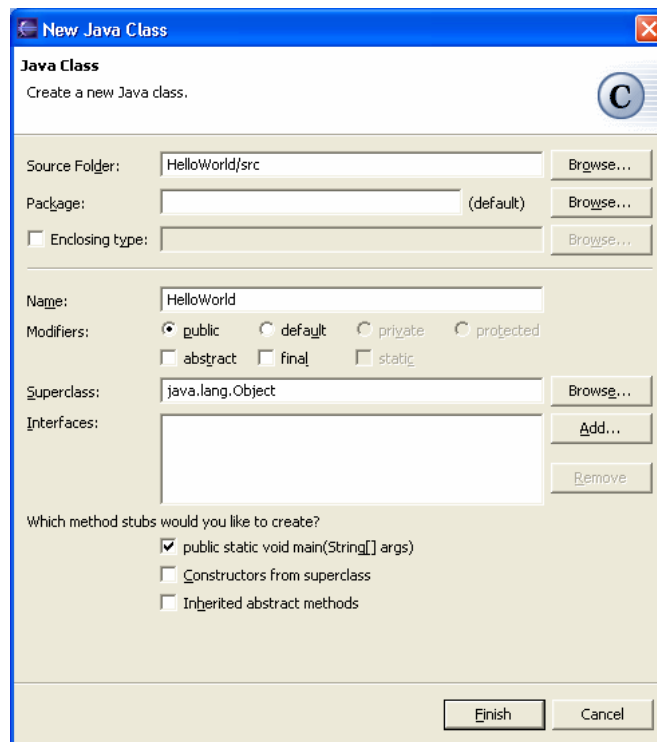 New Java Class
Java Class
Create a new Java class.
C
Source Folder: HelloWorld/src Browse...
Package: (default) Browse...
Enclosing type: Browse...
Name: HelloWorld
Modifiers: public default private protected
abstract final static
Superclass: java.lang.Object Browse...
Interfaces: Add...
Remove
Which method stubs would you like to create?
public static void main(String[] args)
Constructors from superclass
Inherited abstract methods
Finish Cancel